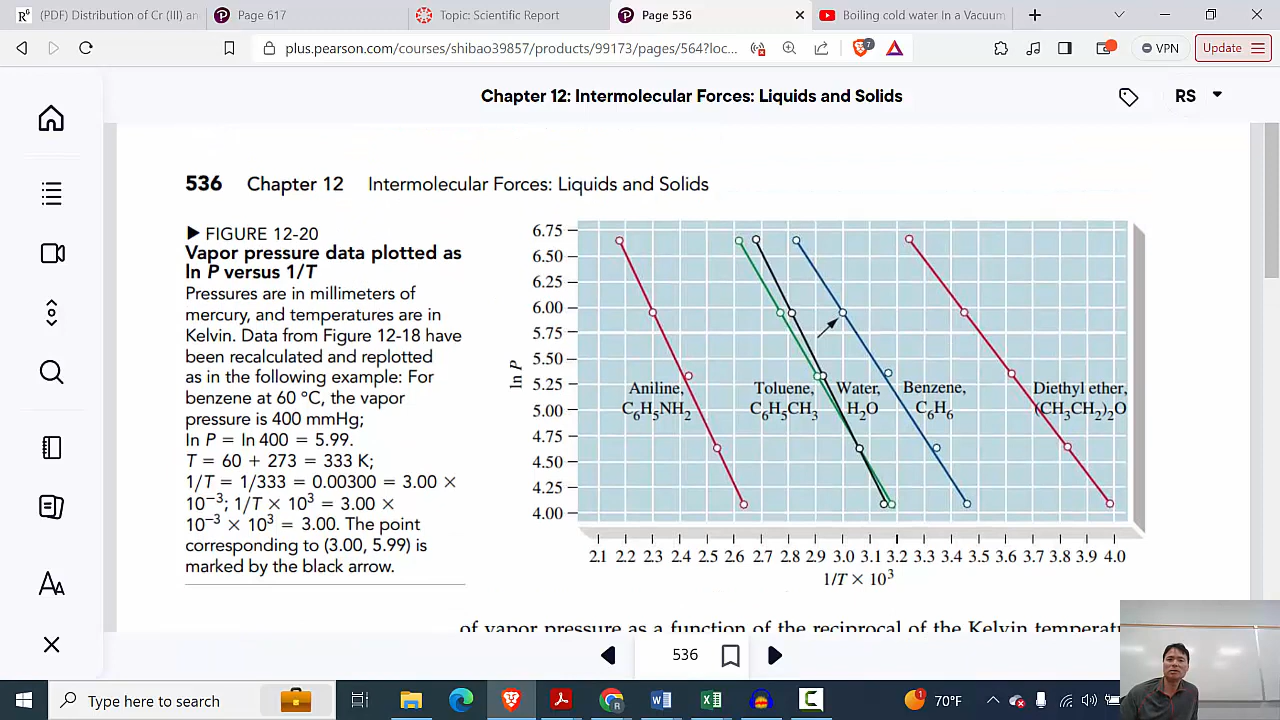 (PDF) Distribution of Cr (III) and
Page 617
Topic: Scientific Report
Page 536
Boiling cold water In a Vacuum
plus.pearson.com/courses/shibao39857/products/99173/pages/564?loc...
7
VPN
Update
Chapter 12: Intermolecular Forces: Liquids and Solids
RS
536 Chapter 12 Intermolecular Forces: Liquids and Solids
▶ FIGURE 12-20
Vapor pressure data plotted as
ln P versus 1/T
Pressures are in millimeters of
mercury, and temperatures are in
Kelvin. Data from Figure 12-18 have
been recalculated and replotted
as in the following example: For
benzene at 60 °C, the vapor
pressure is 400 mmHg;
ln P = ln 400 = 5.99.
T = 60 + 273 = 333 K;
1/T = 1/333 = 0.00300 = 3.00 ×
10⁻³; 1/T × 10³ = 3.00 ×
10⁻³ × 10³ = 3.00. The point
corresponding to (3.00, 5.99) is
marked by the black arrow.
ln P
6.75
6.50
6.25
6.00
5.75
5.50
5.25
5.00
4.75
4.50
4.25
4.00
Aniline,
C₆H₅NH₂
Toluene,
C₆H₅CH₃
Water,
H₂O
Benzene,
C₆H₆
Diethyl ether,
(CH₃CH₂)₂O
2.1 2.2 2.3 2.4 2.5 2.6 2.7 2.8 2.9 3.0 3.1 3.2 3.3 3.4 3.5 3.6 3.7 3.8 3.9 4.0
1/T × 10³
of vapor pressure as a function of the reciprocal of the Kelvin
536
Type here to search
1
70°F